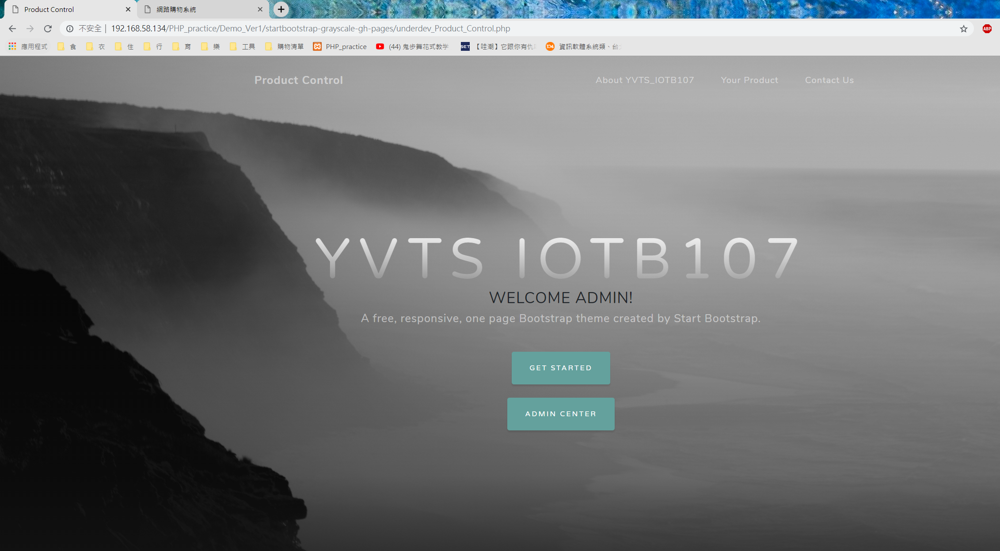 Product Control
網路購物系統
不安全 192.168.58.134/PHP_practice/Demo_Ver1/startbootstrap-grayscale-gh-pages/underdev_Product_Control.php
ABP
應用程式 食 衣 住 行 育 樂 工具 購物清單 PHP_practice (44) 鬼步舞花式教学 SET 【哇潮】它跟你有仇 104 資訊軟體系統類、台
Product Control About YVTS_IOTB107 Your Product Contact Us
YVTS IOTB107
WELCOME ADMIN!
A free, responsive, one page Bootstrap theme created by Start Bootstrap.
GET STARTED
ADMIN CENTER